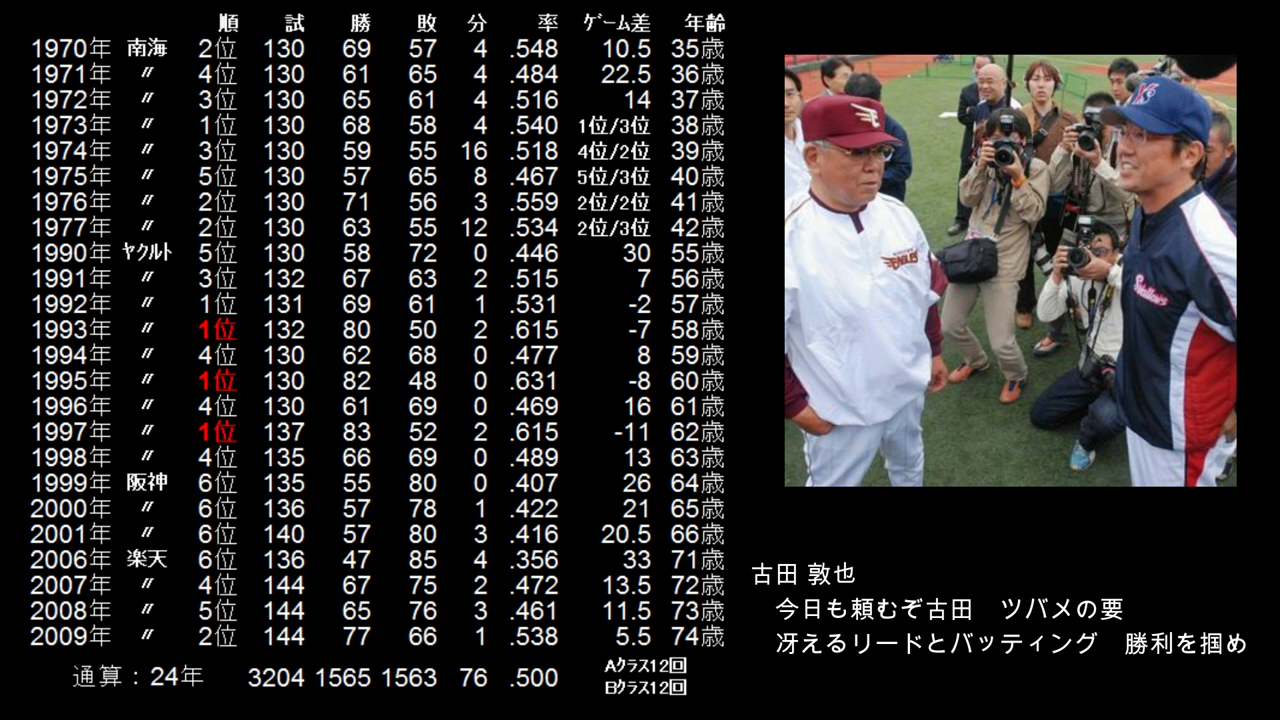 順 試 勝 敗 分 率 ｹﾞｰﾑ差 年齢
1970年 南海 2位 130 69 57 4 .548 10.5 35歳
1971年 〃 4位 130 61 65 4 .484 22.5 36歳
1972年 〃 3位 130 65 61 4 .516 14 37歳
1973年 〃 1位 130 68 58 4 .540 1位/3位 38歳
1974年 〃 3位 130 59 55 16 .518 4位/2位 39歳
1975年 〃 5位 130 57 65 8 .467 5位/3位 40歳
1976年 〃 2位 130 71 56 3 .559 2位/2位 41歳
1977年 〃 2位 130 63 55 12 .534 2位/3位 42歳
1990年 ﾔｸﾙﾄ 5位 130 58 72 0 .446 30 55歳
1991年 〃 3位 132 67 63 2 .515 7 56歳
1992年 〃 1位 131 69 61 1 .531 -2 57歳
1993年 〃 1位 132 80 50 2 .615 -7 58歳
1994年 〃 4位 130 62 68 0 .477 8 59歳
1995年 〃 1位 130 82 48 0 .631 -8 60歳
1996年 〃 4位 130 61 69 0 .469 16 61歳
1997年 〃 1位 137 83 52 2 .615 -11 62歳
1998年 〃 4位 135 66 69 0 .489 13 63歳
1999年 阪神 6位 135 55 80 0 .407 26 64歳
2000年 〃 6位 136 57 78 1 .422 21 65歳
2001年 〃 6位 140 57 80 3 .416 20.5 66歳
2006年 楽天 6位 136 47 85 4 .356 33 71歳
2007年 〃 4位 144 67 75 2 .472 13.5 72歳
2008年 〃 5位 144 65 76 3 .461 11.5 73歳
2009年 〃 2位 144 77 66 1 .538 5.5 74歳
通算：24年 3204 1565 1563 76 .500 Aｸﾗｽ12回
Bｸﾗｽ12回
E
EAGLES
YS
Swallows
古田 敦也
今日も頼むぞ古田　ツバメの要
冴えるリードとバッティング　勝利を掴め